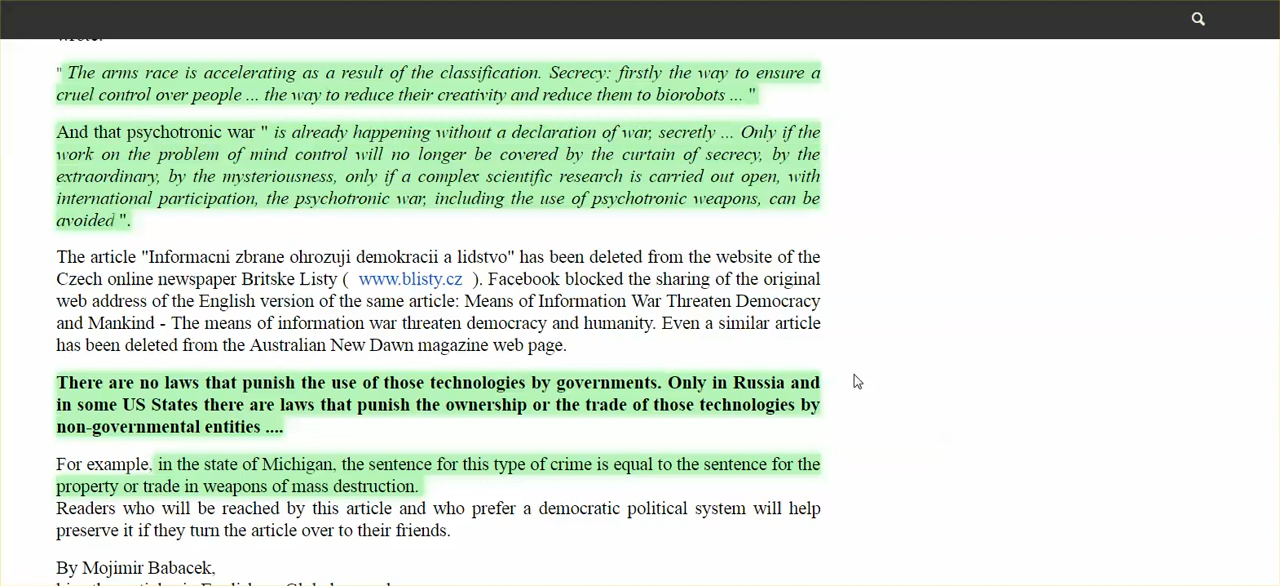 " The arms race is accelerating as a result of the classification. Secrecy: firstly the way to ensure a
cruel control over people ... the way to reduce their creativity and reduce them to biorobots ... "
And that psychotronic war " is already happening without a declaration of war, secretly ... Only if the
work on the problem of mind control will no longer be covered by the curtain of secrecy, by the
extraordinary, by the mysteriousness, only if a complex scientific research is carried out open, with
international participation, the psychotronic war, including the use of psychotronic weapons, can be
avoided ".
The article "Informacni zbrane ohrozuji demokracii a lidstvo" has been deleted from the website of the
Czech online newspaper Britske Listy ( www.blisty.cz ). Facebook blocked the sharing of the original
web address of the English version of the same article: Means of Information War Threaten Democracy
and Mankind - The means of information war threaten democracy and humanity. Even a similar article
has been deleted from the Australian New Dawn magazine web page.
There are no laws that punish the use of those technologies by governments. Only in Russia and
in some US States there are laws that punish the ownership or the trade of those technologies by
non-governmental entities ....
For example, in the state of Michigan, the sentence for this type of crime is equal to the sentence for the
property or trade in weapons of mass destruction.
Readers who will be reached by this article and who prefer a democratic political system will help
preserve it if they turn the article over to their friends.
By Mojimir Babacek,